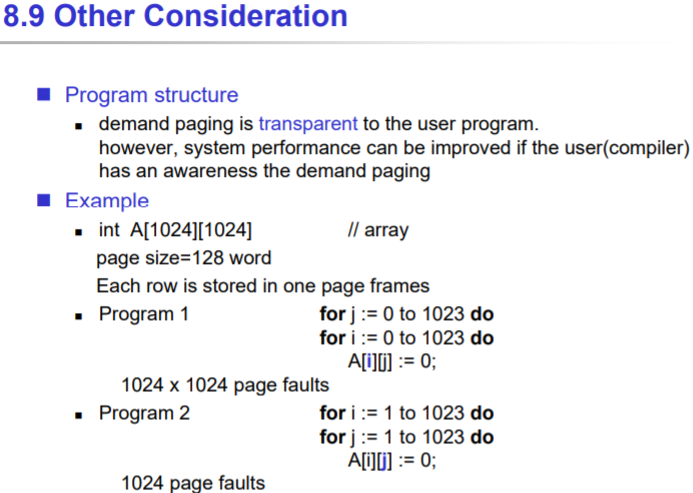 8.9 Other Consideration
Program structure
demand paging is transparent to the user program.
however, system performance can be improved if the user(compiler)
has an awareness the demand paging
Example
int A[1024][1024] // array
page size=128 word
Each row is stored in one page frames
Program 1 for j := 0 to 1023 do
for i := 0 to 1023 do
A[i][j] := 0;
1024 x 1024 page faults
Program 2 for i := 1 to 1023 do
for j := 1 to 1023 do
A[i][j] := 0;
1024 page faults